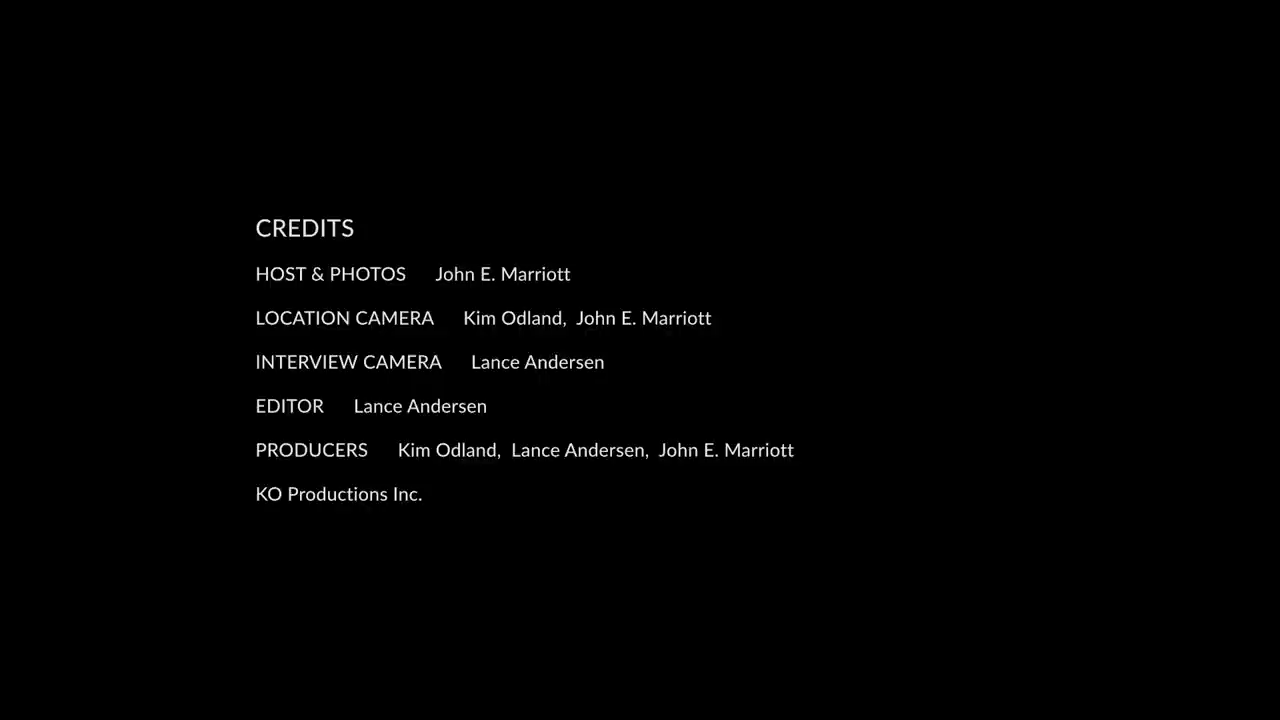 CREDITS
HOST & PHOTOS John E. Marriott
LOCATION CAMERA Kim Odland, John E. Marriott
INTERVIEW CAMERA Lance Andersen
EDITOR Lance Andersen
PRODUCERS Kim Odland, Lance Andersen, John E. Marriott
KO Productions Inc.